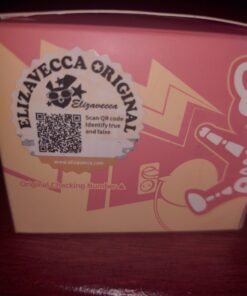 ELIZAVECCA ORIGINAL
Elizavecca
Scan QR code
Identify true
and false
www.elizavecca.com
Original Checking Number